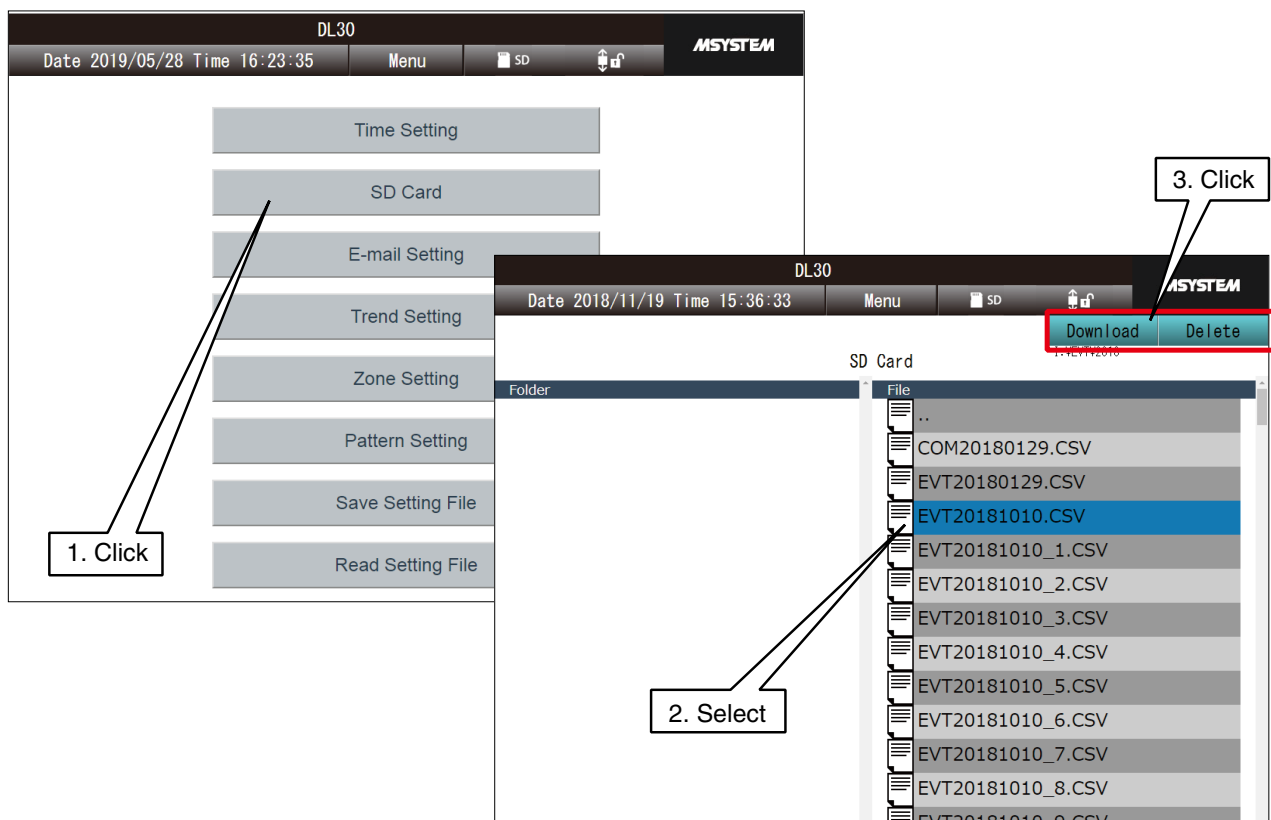 DL30
MSYSTEM
Date 2019/05/28 Time 16:23:35
Menu
SD
Time Setting
SD Card
E-mail Setting
Trend Setting
Zone Setting
Pattern Setting
Save Setting File
Read Setting File
1. Click
3. Click
DL30
MSYSTEM
Date 2018/11/19 Time 15:36:33
Menu
SD
Download
Delete
SD Card
Folder
File
..
COM20180129.CSV
EVT20180129.CSV
EVT20181010.CSV
EVT20181010_1.CSV
EVT20181010_2.CSV
EVT20181010_3.CSV
EVT20181010_4.CSV
EVT20181010_5.CSV
EVT20181010_6.CSV
EVT20181010_7.CSV
EVT20181010_8.CSV
EVT20181010_9.CSV
2. Select